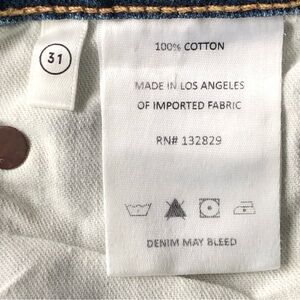 31
100% COTTON
MADE IN LOS ANGELES
OF IMPORTED FABRIC
RN# 132829
DENIM MAY BLEED